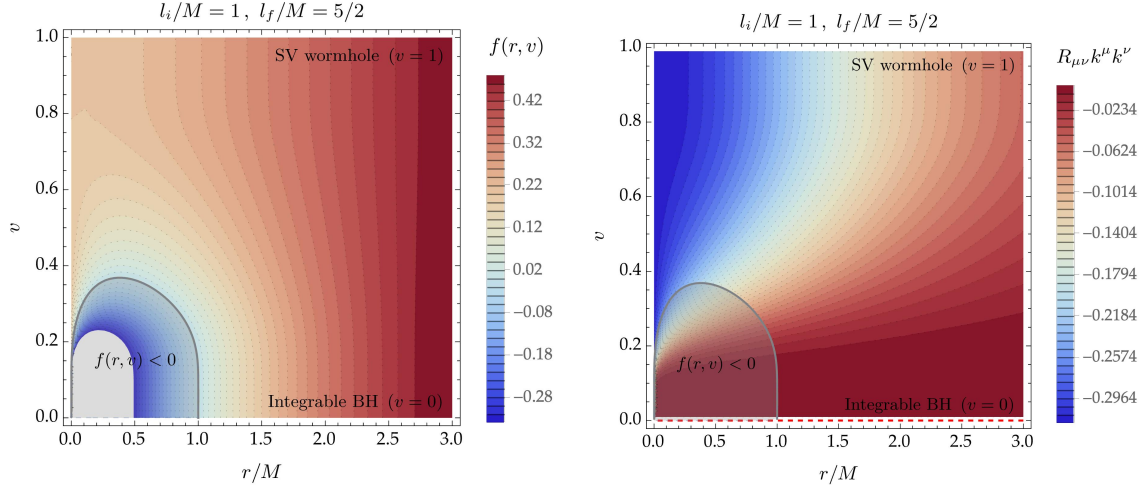 l_i/M = 1 , l_f/M = 5/2
f(r, v)
SV wormhole (v = 1)
f(r, v) < 0
Integrable BH (v = 0)
1.0
0.8
0.6
0.4
0.2
0.0
v
0.0 0.5 1.0 1.5 2.0 2.5 3.0
r/M
0.42
0.32
0.22
0.12
0.02
−0.08
−0.18
−0.28
l_i/M = 1 , l_f/M = 5/2
R_{μν}k^μk^ν
SV wormhole (v = 1)
f(r, v) < 0
Integrable BH (v = 0)
1.0
0.8
0.6
0.4
0.2
0.0
v
0.0 0.5 1.0 1.5 2.0 2.5 3.0
r/M
−0.0234
−0.0624
−0.1014
−0.1404
−0.1794
−0.2184
−0.2574
−0.2964